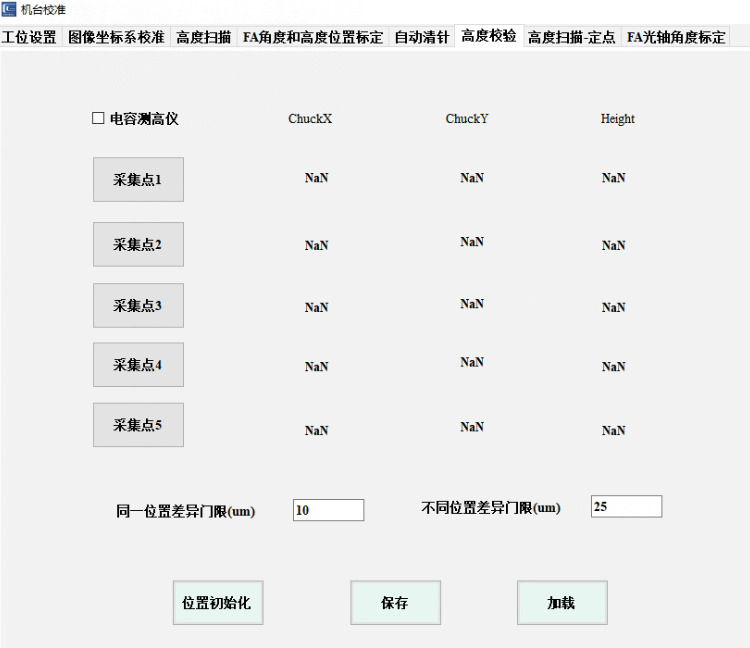 机台校准
工位设置 图像坐标系校准 高度扫描 FA角度和高度位置标定 自动清针 高度校验 高度扫描-定点 FA光轴角度标定
电容测高仪 ChuckX ChuckY Height
采集点1 NaN NaN NaN
采集点2 NaN NaN NaN
采集点3 NaN NaN NaN
采集点4 NaN NaN NaN
采集点5 NaN NaN NaN
同一位置差异门限(um) 10 不同位置差异门限(um) 25
位置初始化 保存 加载